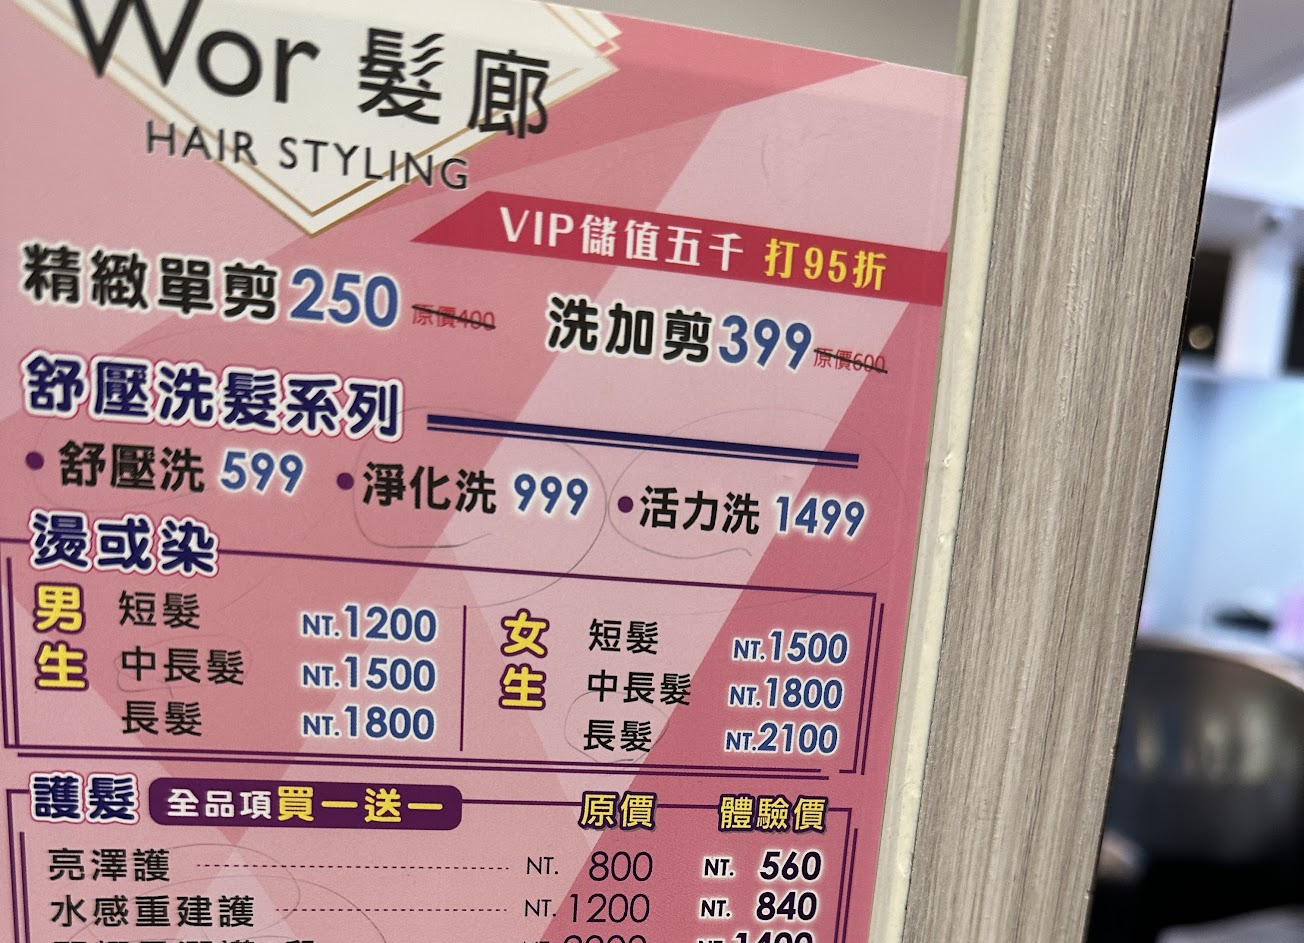 Wor 髮廊
HAIR STYLING
VIP儲值五千 打95折
精緻單剪250 原價400
洗加剪399 原價600
舒壓洗髮系列
•舒壓洗 599 •淨化洗 999 •活力洗 1499
燙或染
男生
短髮 NT.1200
中長髮 NT.1500
長髮 NT.1800
女生
短髮 NT.1500
中長髮 NT.1800
長髮 NT.2100
護髮 全品項買一送一 原價 體驗價
亮澤護 NT. 800 NT. 560
水感重建護 NT. 1200 NT. 840